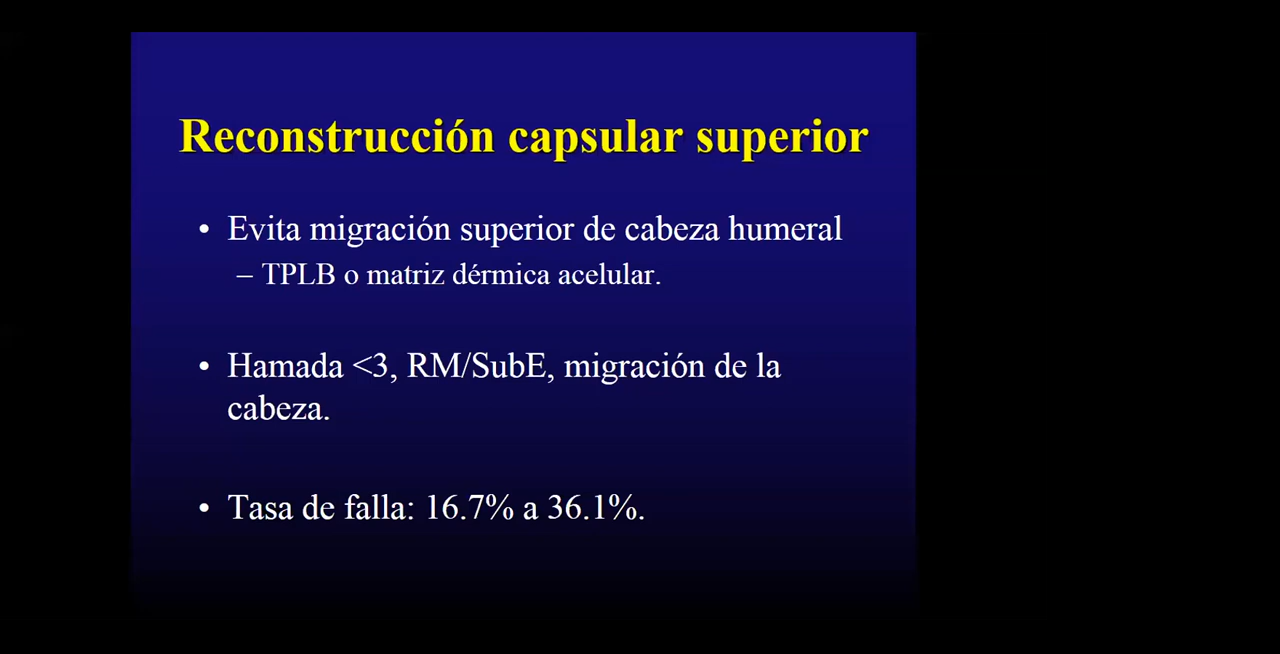 Reconstrucción capsular superior
• Evita migración superior de cabeza humeral
– TPLB o matriz dérmica acelular.
• Hamada <3, RM/SubE, migración de la
cabeza.
• Tasa de falla: 16.7% a 36.1%.